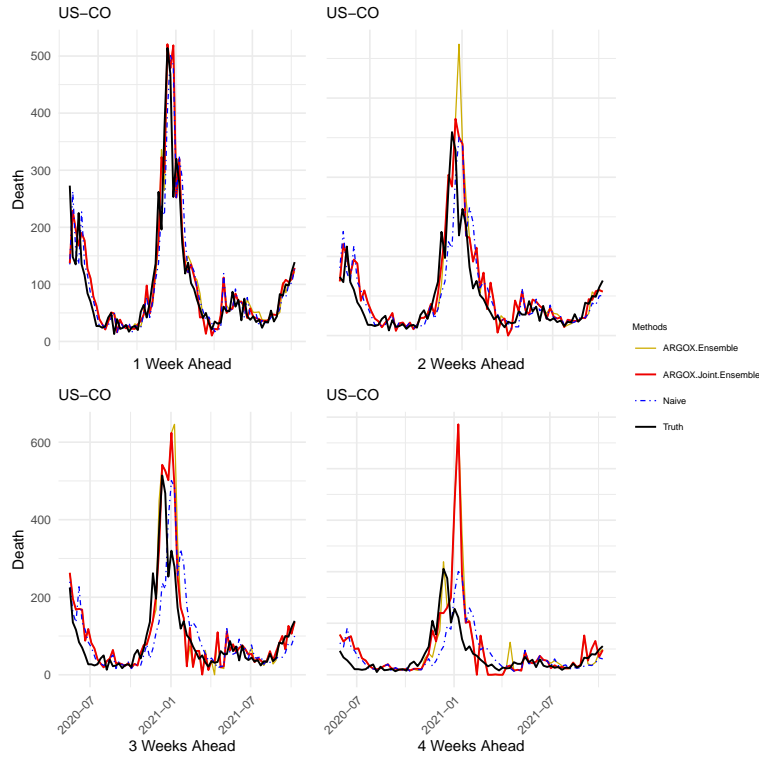 US−CO
US−CO
500
400
300
200
100
0
Death
1 Week Ahead
2 Weeks Ahead
Methods
ARGOX.Ensemble
ARGOX.Joint.Ensemble
Naive
Truth
US−CO
US−CO
600
400
200
0
Death
2020−07
2021−01
2021−07
2020−07
2021−01
2021−07
3 Weeks Ahead
4 Weeks Ahead